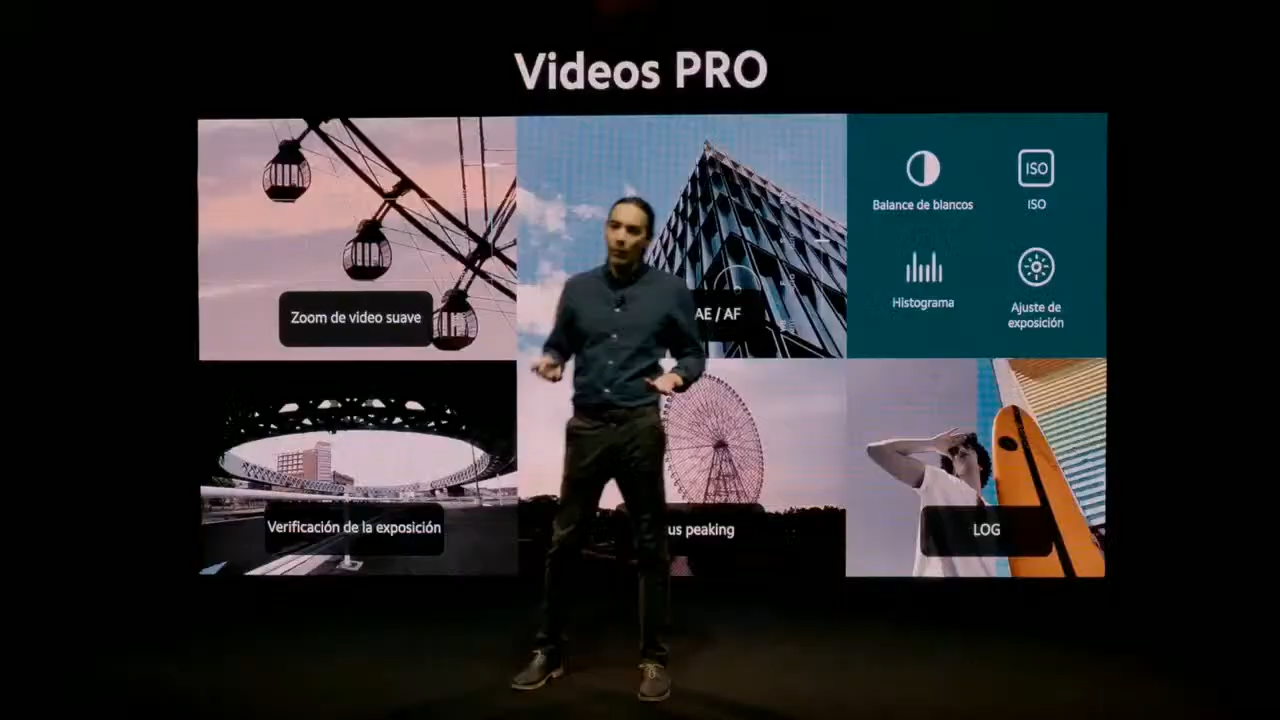 Videos PRO
Zoom de video suave
AE / AF
Balance de blancos
ISO
ISO
Histograma
Ajuste de
exposición
Verificación de la exposición
peaking
LOG